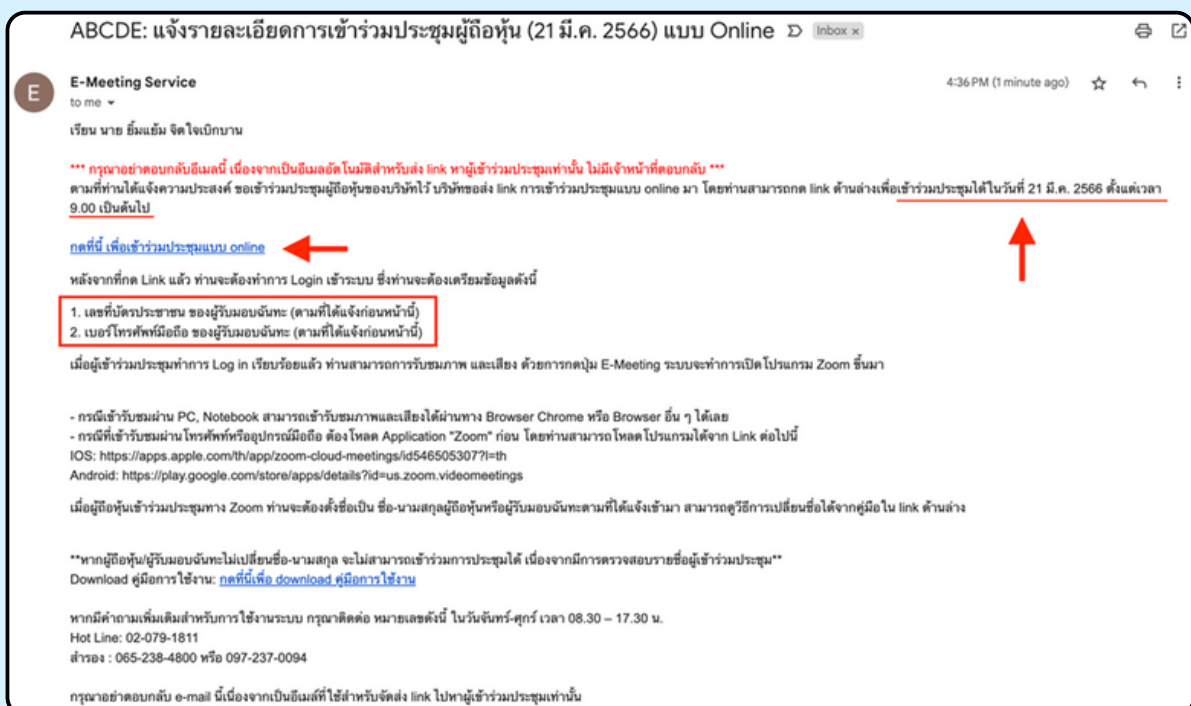 ABCDE: แจ้งรายละเอียดการเข้าร่วมประชุมผู้ถือหุ้น (21 มี.ค. 2566) แบบ Online Inbox x
E
E-Meeting Service
4:36 PM (1 minute ago)
to me
เรียน นาย ยิ้มแย้ม จิตใจเบิกบาน
*** กรุณาอย่าตอบกลับอีเมลนี้ เนื่องจากเป็นอีเมลอัตโนมัติสำหรับส่ง link หาผู้เข้าร่วมประชุมเท่านั้น ไม่มีเจ้าหน้าที่ตอบกลับ ***
ตามที่ท่านได้แจ้งความประสงค์ ขอเข้าร่วมประชุมผู้ถือหุ้นของบริษัทไว้ บริษัทขอส่ง link การเข้าร่วมประชุมแบบ online มา โดยท่านสามารถกด link ด้านล่างเพื่อเข้าร่วมประชุมได้ในวันที่ 21 มี.ค. 2566 ตั้งแต่เวลา
9.00 เป็นต้นไป
กดที่นี้ เพื่อเข้าร่วมประชุมแบบ online
หลังจากที่กด Link แล้ว ท่านจะต้องทำการ Login เข้าระบบ ซึ่งท่านจะต้องเตรียมข้อมูลดังนี้
1. เลขที่บัตรประชาชน ของผู้รับมอบฉันทะ (ตามที่ได้แจ้งก่อนหน้านี้)
2. เบอร์โทรศัพท์มือถือ ของผู้รับมอบฉันทะ (ตามที่ได้แจ้งก่อนหน้านี้)
เมื่อผู้เข้าร่วมประชุมทำการ Log in เรียบร้อยแล้ว ท่านสามารถการรับชมภาพ และเสียง ด้วยการกดปุ่ม E-Meeting ระบบจะทำการเปิดโปรแกรม Zoom ขึ้นมา
- กรณีเข้ารับชมผ่าน PC, Notebook สามารถเข้ารับชมภาพและเสียงได้ผ่านทาง Browser Chrome หรือ Browser อื่น ๆ ได้เลย
- กรณีที่เข้ารับชมผ่านโทรศัพท์หรืออุปกรณ์มือถือ ต้องโหลด Application "Zoom" ก่อน โดยท่านสามารถโหลดโปรแกรมได้จาก Link ต่อไปนี้
IOS: https://apps.apple.com/th/app/zoom-cloud-meetings/id546505307?l=th
Android: https://play.google.com/store/apps/details?id=us.zoom.videomeetings
เมื่อผู้ถือหุ้นเข้าร่วมประชุมทาง Zoom ท่านจะต้องตั้งชื่อเป็น ชื่อ-นามสกุลผู้ถือหุ้นหรือผู้รับมอบฉันทะตามที่ได้แจ้งเข้ามา สามารถดูวิธีการเปลี่ยนชื่อได้จากคู่มือใน link ด้านล่าง
**หากผู้ถือหุ้น/ผู้รับมอบฉันทะไม่เปลี่ยนชื่อ-นามสกุล จะไม่สามารถเข้าร่วมการประชุมได้ เนื่องจากมีการตรวจสอบรายชื่อผู้เข้าร่วมประชุม**
Download คู่มือการใช้งาน: กดที่นี้เพื่อ download คู่มือการใช้งาน
หากมีคำถามเพิ่มเติมสำหรับการใช้งานระบบ กรุณาติดต่อ หมายเลขดังนี้ ในวันจันทร์-ศุกร์ เวลา 08.30 – 17.30 น.
Hot Line: 02-079-1811
สำรอง : 065-238-4800 หรือ 097-237-0094
กรุณาอย่าตอบกลับ e-mail นี้เนื่องจากเป็นอีเมล์ที่ใช้สำหรับจัดส่ง link ไปหาผู้เข้าร่วมประชุมเท่านั้น